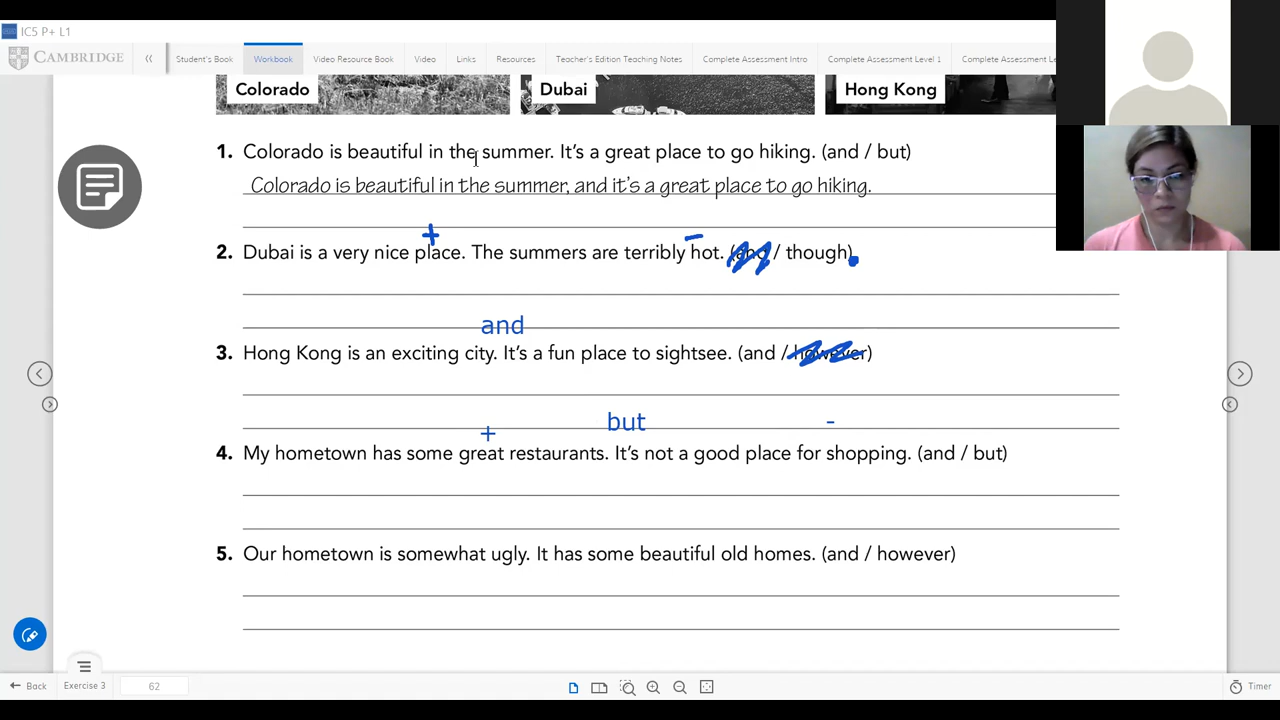 IC5 P+ L1
CAMBRIDGE
Student's Book Workbook Video Resource Book Video Links Resources Teacher's Edition Teaching Notes Complete Assessment Intro Complete Assessment Level 1 Complete Assessment Le
Colorado Dubai Hong Kong
1. Colorado is beautiful in the summer. It's a great place to go hiking. (and / but)
Colorado is beautiful in the summer, and it's a great place to go hiking.
+ -
2. Dubai is a very nice place. The summers are terribly hot. (and / though).
and
3. Hong Kong is an exciting city. It's a fun place to sightsee. (and / however)
+ but -
4. My hometown has some great restaurants. It's not a good place for shopping. (and / but)
5. Our hometown is somewhat ugly. It has some beautiful old homes. (and / however)
Back Exercise 3 62 Timer